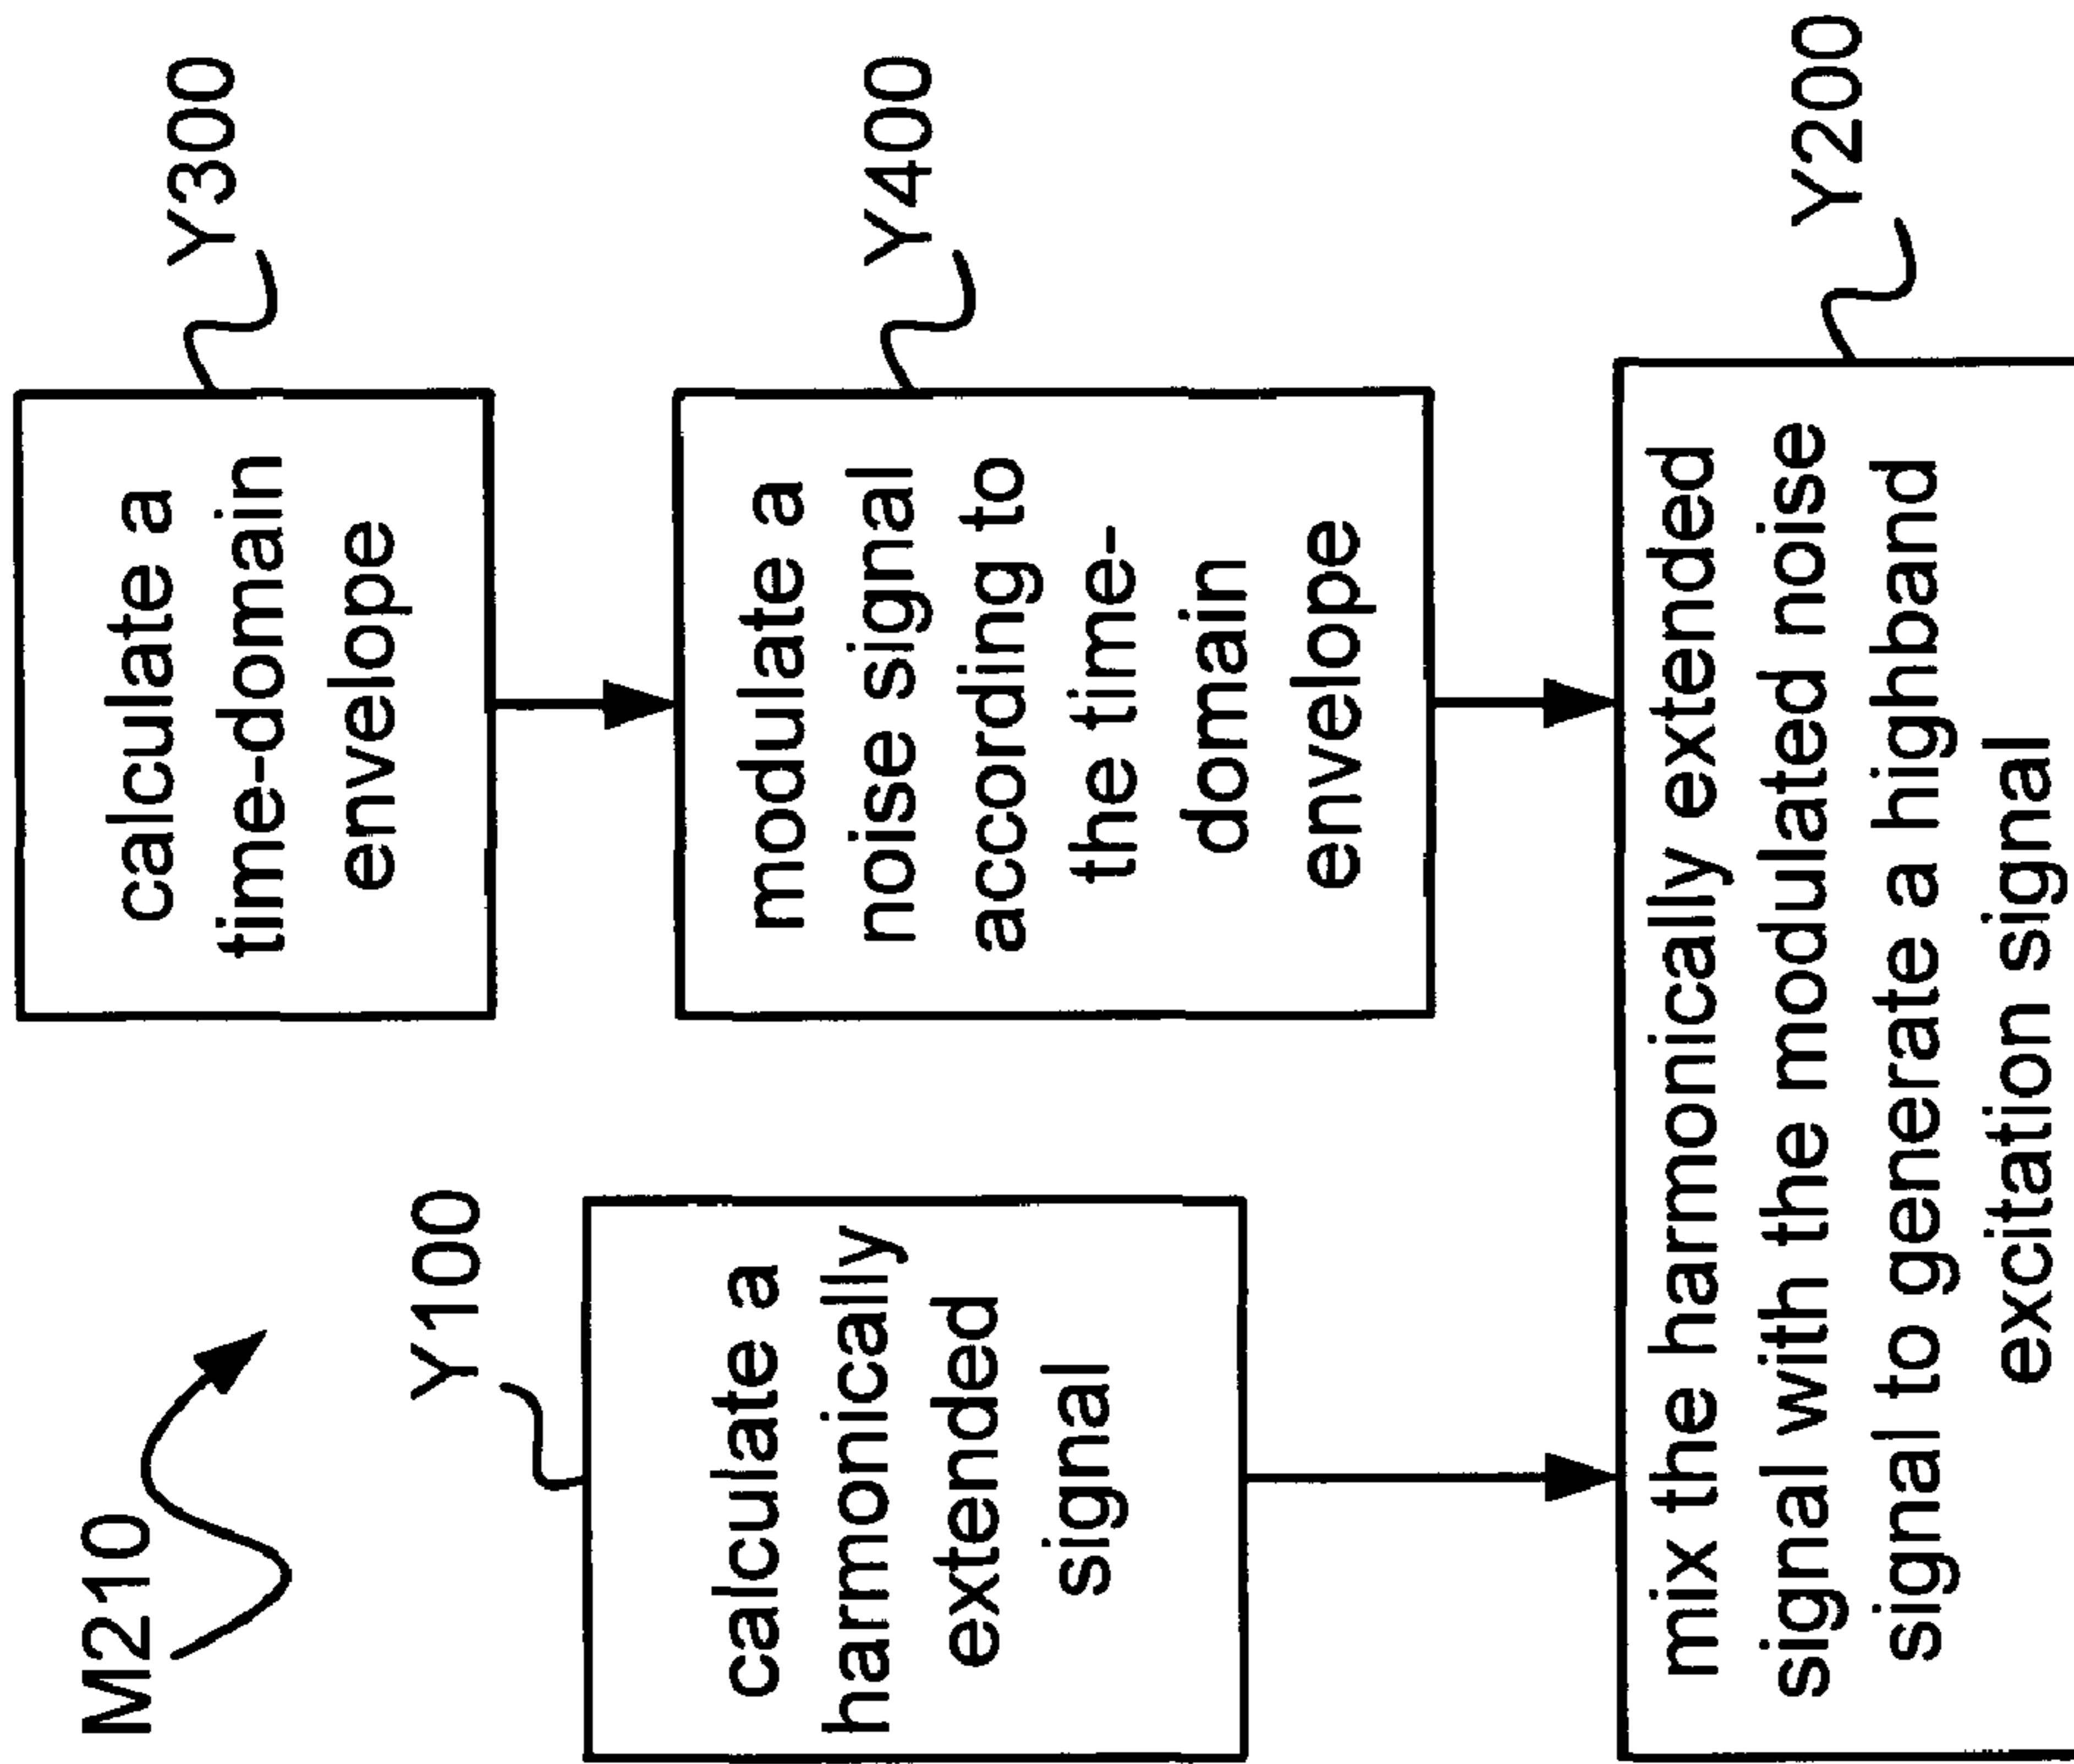 M210
Y100
calculate a
harmonically
extended
signal
calculate a
time-domain
envelope
Y300
modulate a
noise signal
according to
the time-
domain
envelope
Y400
mix the harmonically extended
signal with the modulated noise
signal to generate a highband
excitation signal
Y200